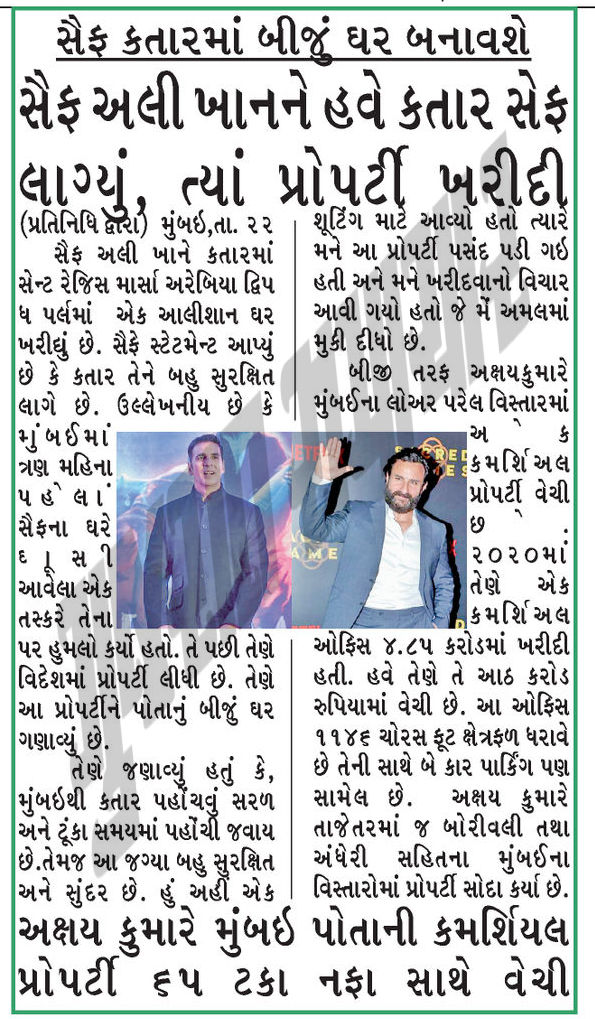 સૈફ કતારમાં બીજું ઘર બનાવશે
સૈફ અલી ખાનને હવે કતાર સેફ
લાગ્યું, ત્યાં પ્રોપર્ટી ખરીદી
(પ્રતિનિધિ દ્વારા) મુંબઇ,તા. ૨૨
સૈફ અલી ખાને કતારમાં
સેન્ટ રેજિસ માર્સા અરેબિયા દ્વિપ
ધ પર્લમાં એક આલીશાન ઘર
ખરીદ્યું છે. સૈફે સ્ટેટમેન્ટ આપ્યું
છે કે કતાર તેને બહુ સુરક્ષિત
લાગે છે. ઉલ્લેખનીય છે કે
મુંબઈમાં
ત્રણ મહિના
પહેલાં
સૈફના ઘરે
ઘૂસી
આવેલા એક
તસ્કરે તેના
પર હુંમલો કર્યો હતો. તે પછી તેણે
વિદેશમાં પ્રોપર્ટી લીધી છે. તેણે
આ પ્રોપર્ટીને પોતાનું બીજું ઘર
ગણાવ્યું છે.
તેણે જણાવ્યું હતું કે,
મુંબઇથી કતાર પહોંચવું સરળ
અને ટૂંકા સમયમાં પહોંચી જવાય
છે.તેમજ આ જગ્યા બહુ સુરક્ષિત
અને સુંદર છે. હું અહીં એક
શૂટિંગ માટે આવ્યો હતો ત્યારે
મને આ પ્રોપર્ટી પસંદ પડી ગઇ
હતી અને મને ખરીદવાનો વિચાર
આવી ગયો હતો જે મેં અમલમાં
મુકી દીધો છે.
બીજી તરફ અક્ષયકુમારે
મુંબઈના લોઅર પરેલ વિસ્તારમાં
એક
કમર્શિઅલ
પ્રોપર્ટી વેચી
છે.
૨૦૨૦માં
તેણે એક
કમર્શિઅલ
ઓફિસ ૪.૮૫ કરોડમાં ખરીદી
હતી. હવે તેણે તે આઠ કરોડ
રુપિયામાં વેચી છે. આ ઓફિસ
૧૧૪૬ ચોરસ ફૂટ ક્ષેત્રફળ ધરાવે
છે તેની સાથે બે કાર પાર્કિંગ પણ
સામેલ છે. અક્ષય કુમારે
તાજેતરમાં જ બોરીવલી તથા
અંધેરી સહિતના મુંબઈના
વિસ્તારોમાં પ્રોપર્ટી સોદા કર્યા છે.
અક્ષય કુમારે મુંબઇ પોતાની કમર્શિયલ
પ્રોપર્ટી ૬૫ ટકા નફા સાથે વેચી